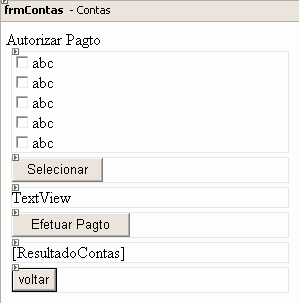 frmContas - Contas
Autorizar Pagto
abc
abc
abc
abc
abc
Selecionar
TextView
Efetuar Pagto
[ResultadoContas]
voltar